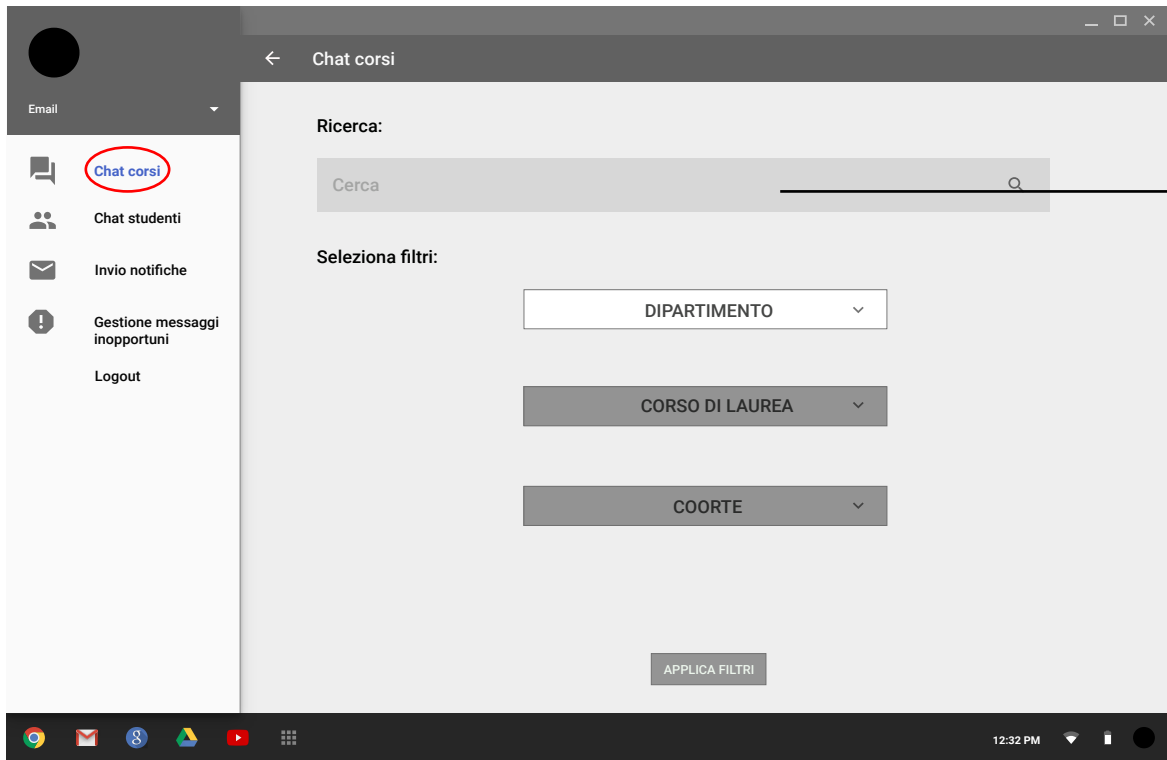 Chat corsi
Email
Ricerca:
Chat corsi
Cerca
Chat studenti
Seleziona filtri:
Invio notifiche
DIPARTIMENTO
Gestione messaggi
inopportuni
Logout
CORSO DI LAUREA
COORTE
APPLICA FILTRI
8
12:32 PM